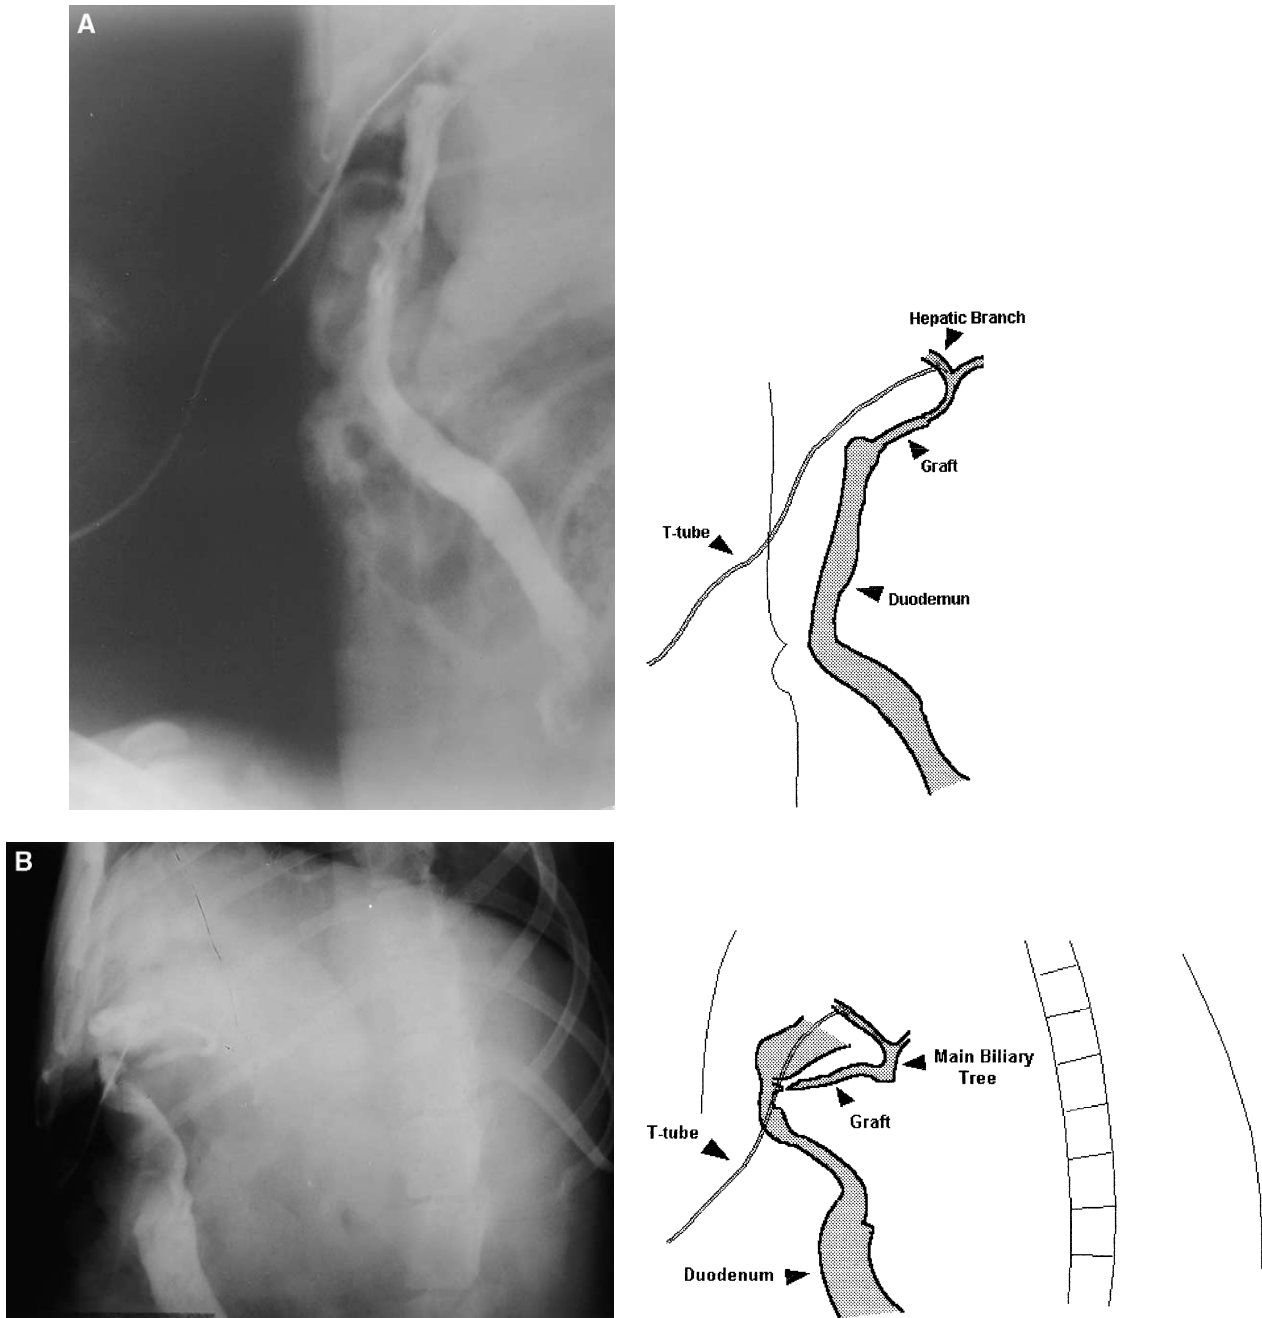 A
Hepatic Branch
Graft
T-tube
Duodemun
B
Main Biliary
Tree
Graft
T-tube
Duodenum